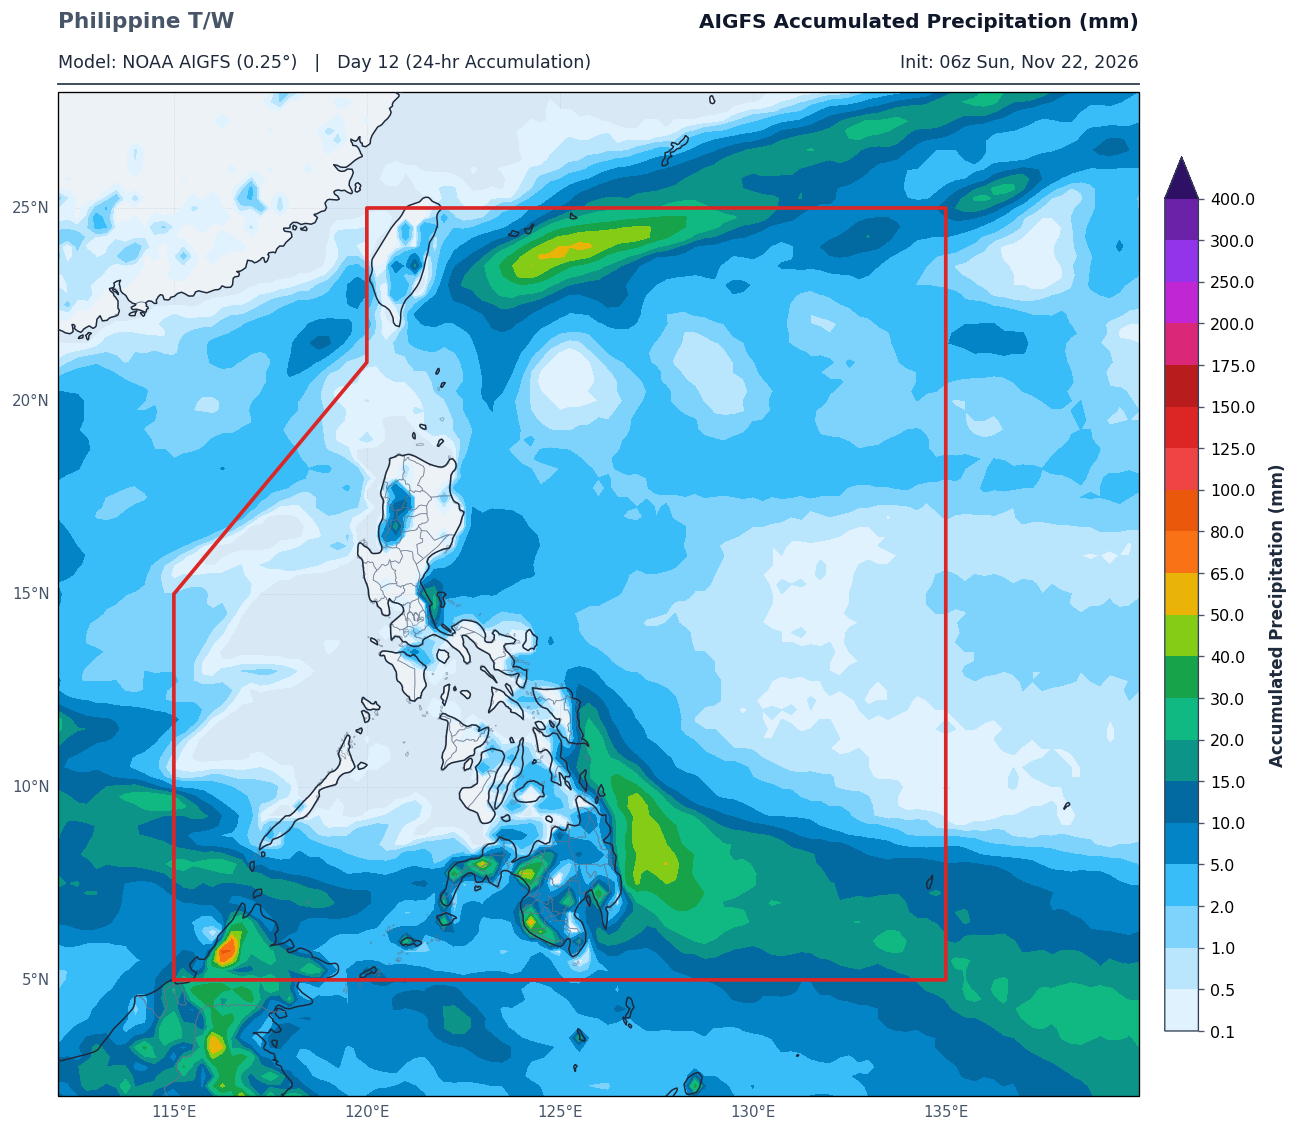 Philippine T/W
AIGFS Accumulated Precipitation (mm)
Model: NOAA AIGFS (0.25°)   |   Day 12 (24-hr Accumulation)
Init: 06z Sun, Nov 22, 2026
25°N
20°N
15°N
10°N
5°N
115°E
120°E
125°E
130°E
135°E
400.0
300.0
250.0
200.0
175.0
150.0
125.0
100.0
80.0
65.0
50.0
40.0
30.0
20.0
15.0
10.0
5.0
2.0
1.0
0.5
0.1
Accumulated Precipitation (mm)